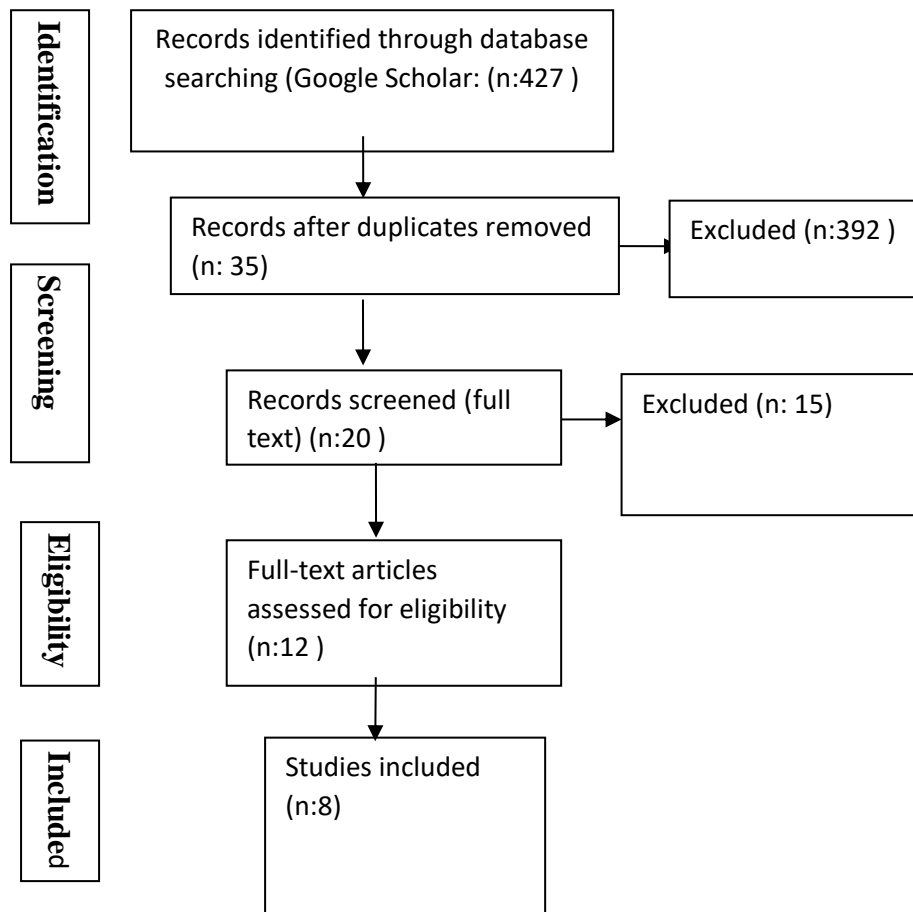 Identification
Records identified through database
searching (Google Scholar: (n:427 )
Records after duplicates removed
(n: 35)
Excluded (n:392 )
Screening
Records screened (full
text) (n:20 )
Excluded (n: 15)
Eligibility
Full-text articles
assessed for eligibility
(n:12 )
Included
Studies included
(n:8)